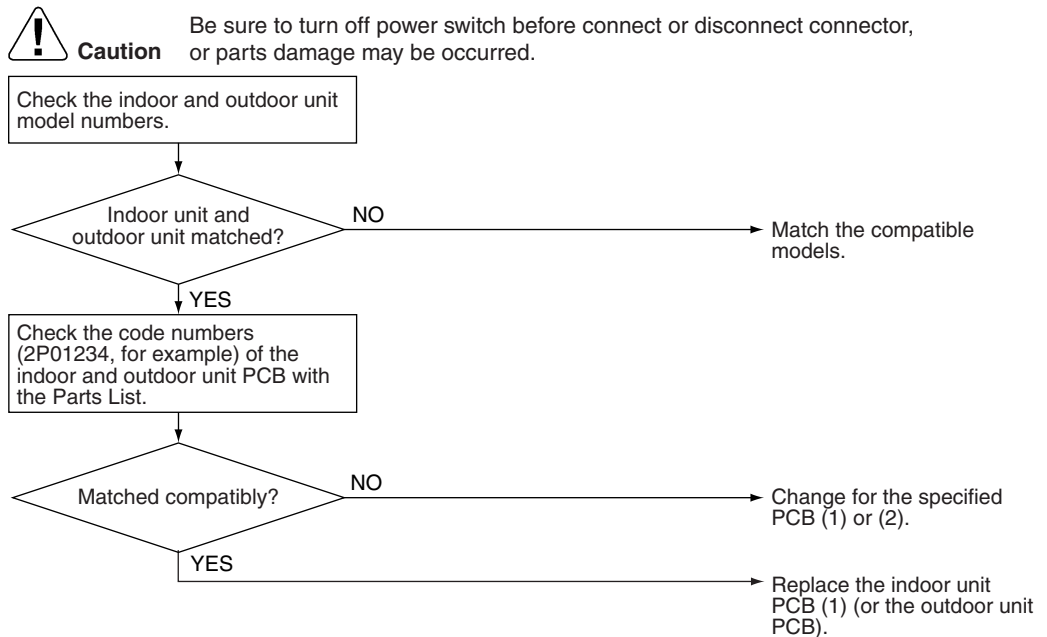 Be sure to turn off power switch before connect or disconnect connector,
Caution or parts damage may be occurred.
Check the indoor and outdoor unit
model numbers.
Indoor unit and
outdoor unit matched?
NO
Match the compatible
models.
YES
Check the code numbers
(2P01234, for example) of the
indoor and outdoor unit PCB with
the Parts List.
Matched compatibly?
NO
Change for the specified
PCB (1) or (2).
YES
Replace the indoor unit
PCB (1) (or the outdoor unit
PCB).